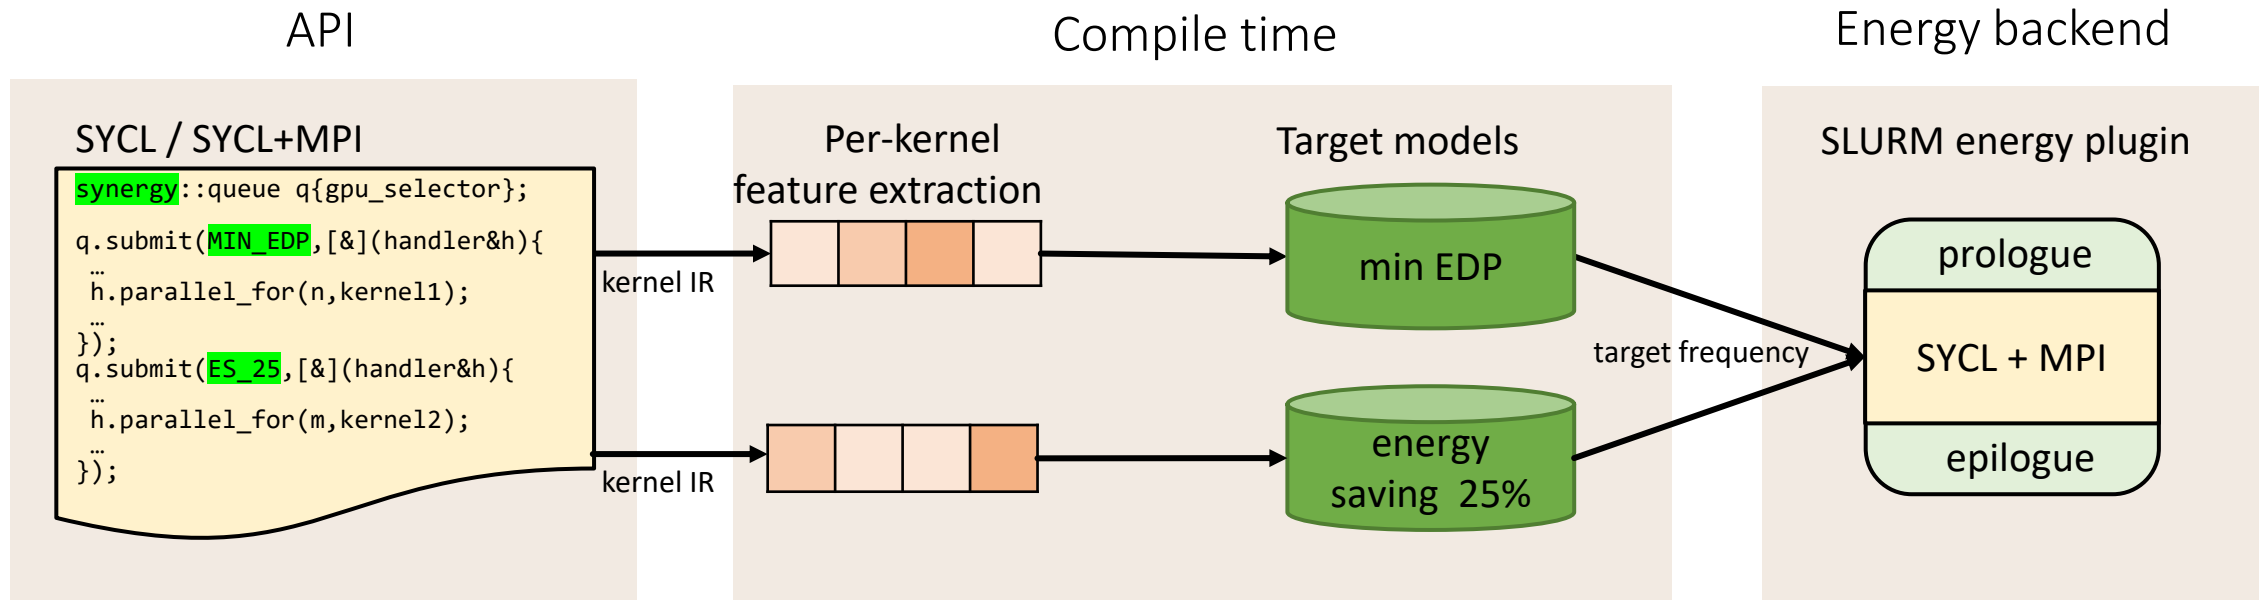 API
Compile time
Energy backend
SYCL / SYCL+MPI
synergy::queue q{gpu_selector};
q.submit(MIN_EDP,[&](handler&h){
…
h.parallel_for(n,kernel1);
…
});
q.submit(ES_25,[&](handler&h){
…
h.parallel_for(m,kernel2);
…
});
kernel IR
kernel IR
Per-kernel
feature extraction
Target models
min EDP
energy
saving 25%
target frequency
SLURM energy plugin
prologue
SYCL + MPI
epilogue